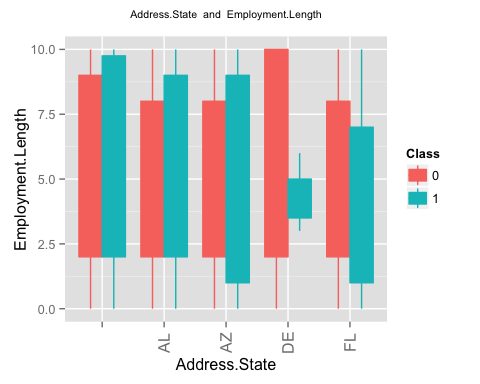 Address.State and Employment.Length
10.0
7.5
5.0
2.5
0.0
Employment.Length
AL
AZ
DE
FL
Address.State
Class
0
1